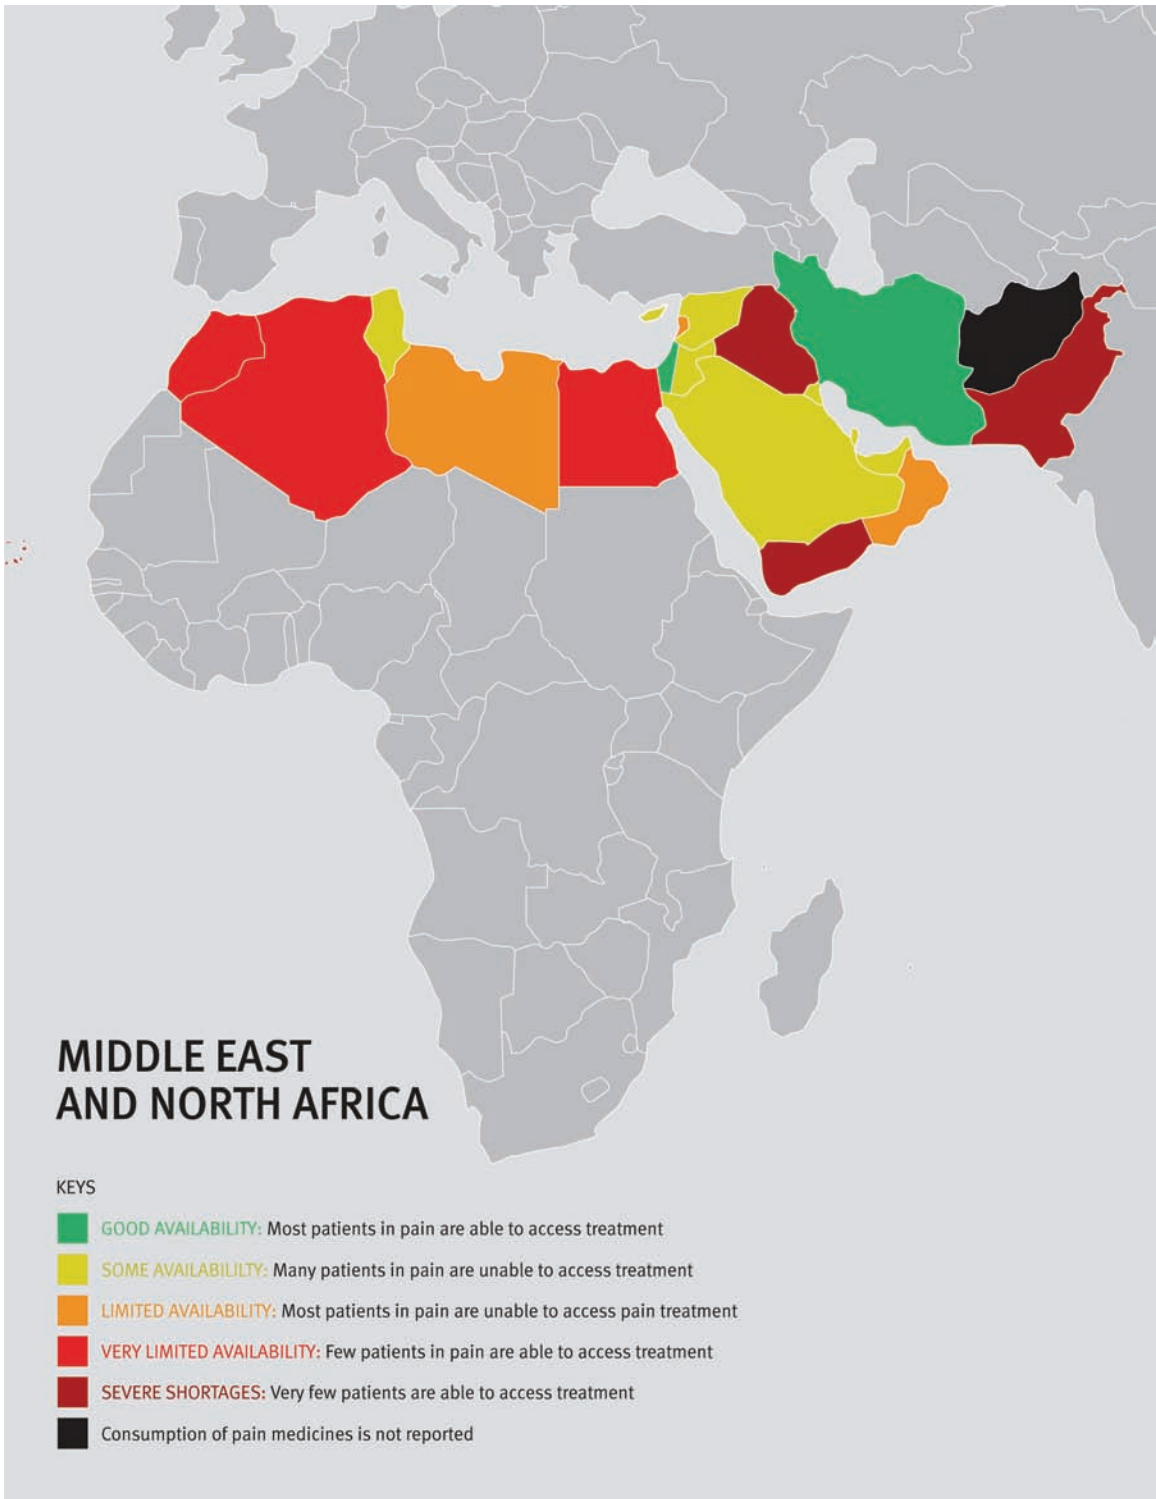 MIDDLE EAST
AND NORTH AFRICA
KEYS
GOOD AVAILABILITY: Most patients in pain are able to access treatment
SOME AVAILABILILTY: Many patients in pain are unable to access treatment
LIMITED AVAILABILITY: Most patients in pain are unable to access pain treatment
VERY LIMITED AVAILABILITY: Few patients in pain are able to access treatment
SEVERE SHORTAGES: Very few patients are able to access treatment
Consumption of pain medicines is not reported